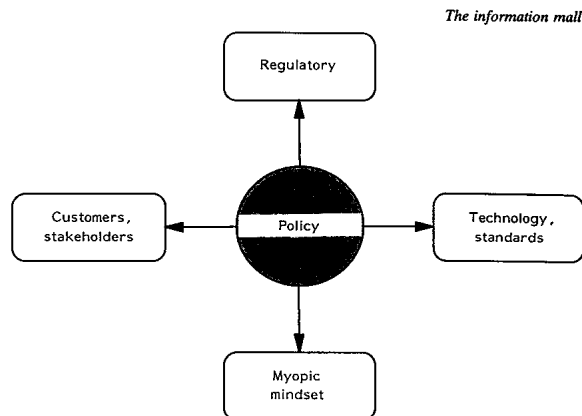 The information mall
Regulatory
Customers,
stakeholders
Policy
Technology,
standards
Myopic
mindset